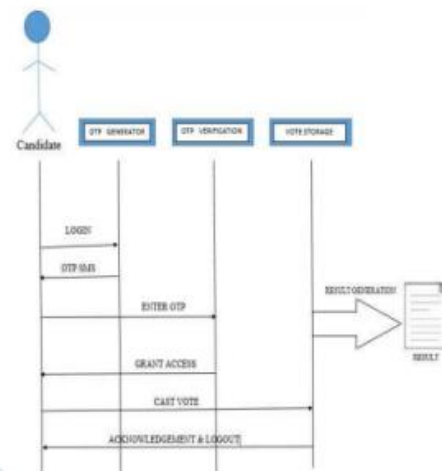 Candidate
OTP GENERATOR
OTP VERIFICATION
VOTE STORAGE
LOGIN
OTP SMS
RESULT GENERATION
ENTER OTP
RESULT
GRANT ACCESS
CAST VOTE
ACKNOWLEDGEMENT & LOGOUT